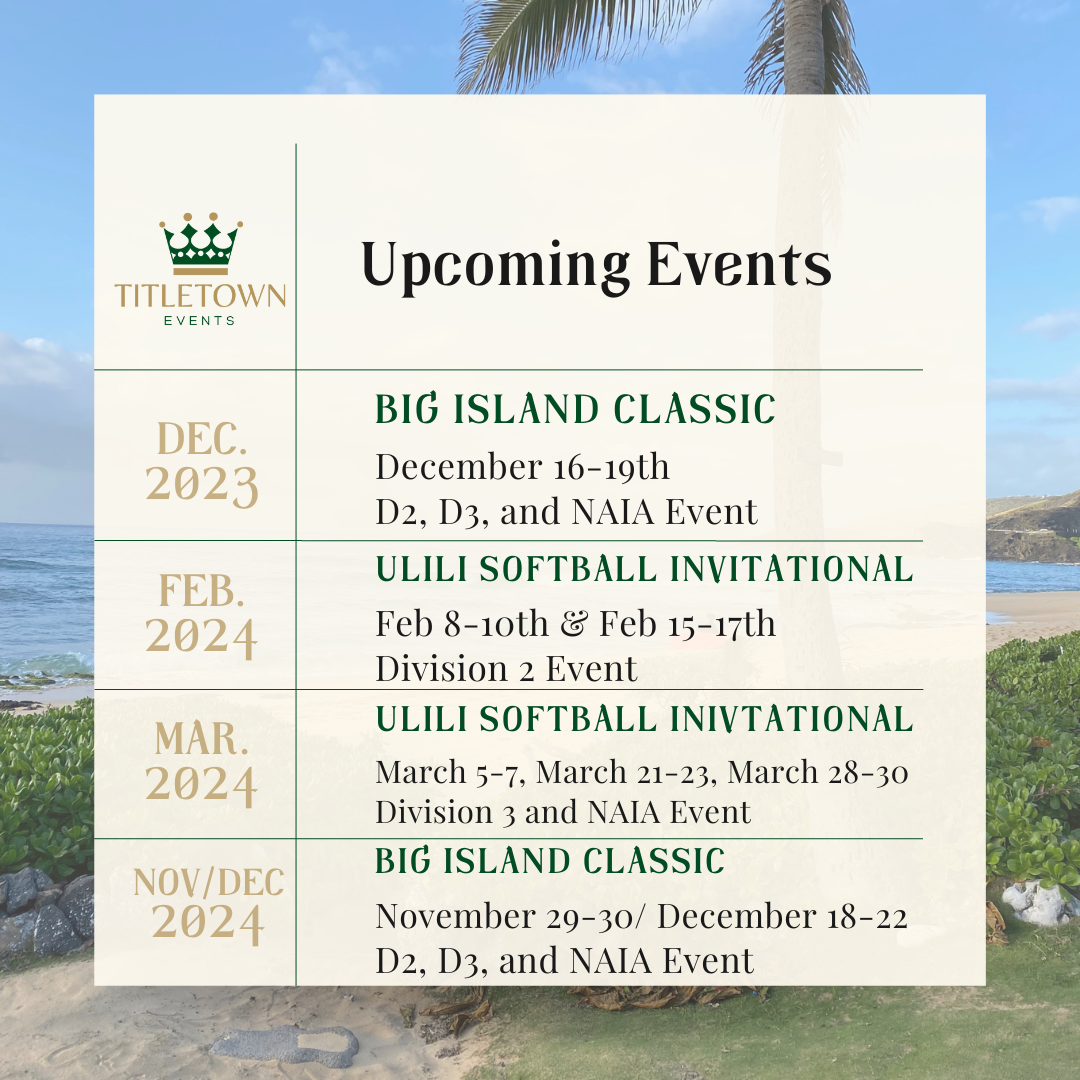 TITLETOWN
EVENTS
Upcoming Events
DEC.
2023
BIG ISLAND CLASSIC
December 16-19th
D2, D3, and NAIA Event
FEB.
2024
ULILI SOFTBALL INVITATIONAL
Feb 8-10th & Feb 15-17th
Division 2 Event
MAR.
2024
ULILI SOFTBALL INIVTATIONAL
March 5-7, March 21-23, March 28-30
Division 3 and NAIA Event
NOV/DEC
2024
BIG ISLAND CLASSIC
November 29-30/ December 18-22
D2, D3, and NAIA Event